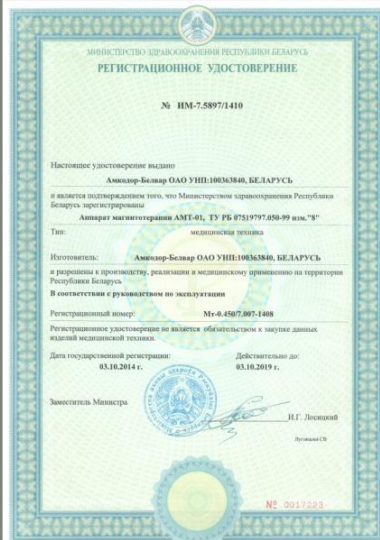 МИНИСТЕРСТВО ЗДРАВООХРАНЕНИЯ РЕСПУБЛИКИ БЕЛАРУСЬ
РЕГИСТРАЦИОННОЕ УДОСТОВЕРЕНИЕ
№ ИМ-7.5897/1410
Настоящее удостоверение выдано
Амкодор-Белвар ОАО УНП:100363840, БЕЛАРУСЬ
и является подтверждением того, что Министерством здравоохранения Республики
Беларусь зарегистрированы
Аппарат магнитотерапии АМТ-01, ТУ РБ 07519797.050-99 изм."8"
Тип: медицинская техника
Изготовитель: Амкодор-Белвар ОАО УНП:100363840, БЕЛАРУСЬ
и разрешены к производству, реализации и медицинскому применению на территории
Республики Беларусь
В соответствии с руководством по эксплуатации
Регистрационный номер: Мт-0.450/7.007-1408
Регистрационное удостоверение не является обязательством к закупке данных
изделий медицинской техники.
Дата государственной регистрации: Действительно до:
03.10.2014 г. 03.10.2019 г.
Заместитель Министра
И.Г. Лосицкий
№ 0017223